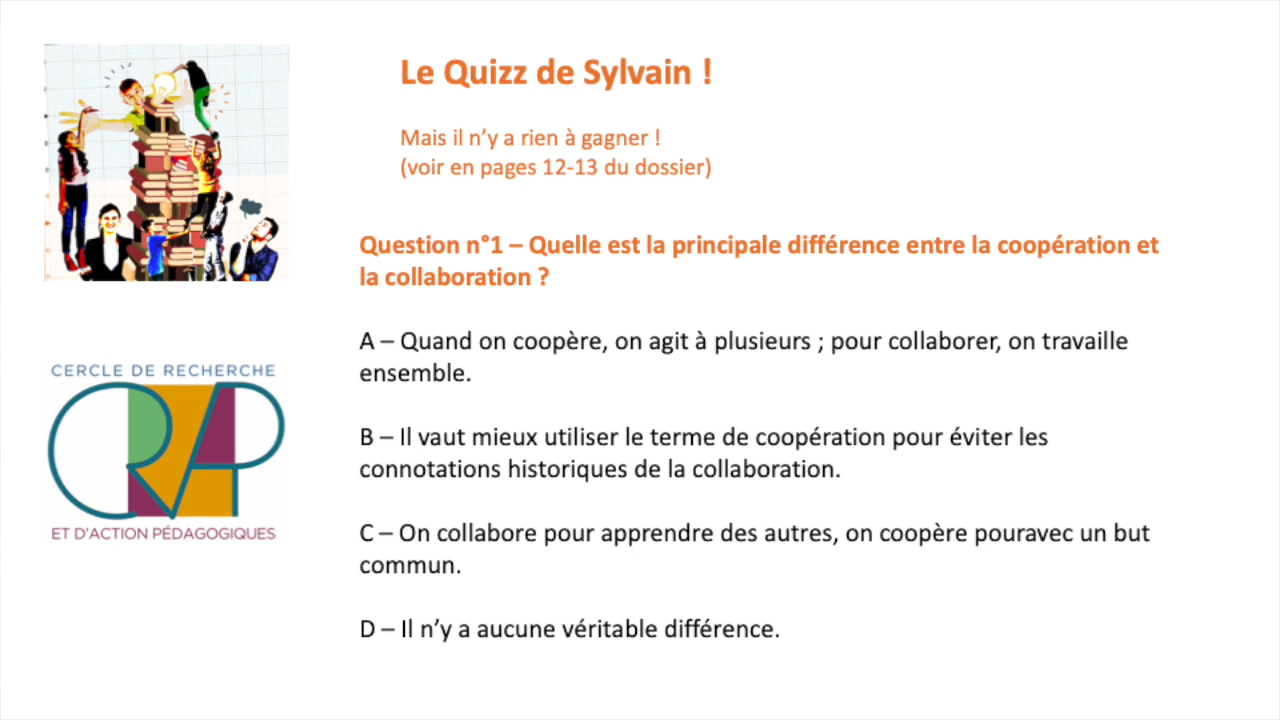 Le Quizz de Sylvain !
Mais il n’y a rien à gagner !
(voir en pages 12-13 du dossier)
Question n°1 – Quelle est la principale différence entre la coopération et
la collaboration ?
A – Quand on coopère, on agit à plusieurs ; pour collaborer, on travaille
ensemble.
B – Il vaut mieux utiliser le terme de coopération pour éviter les
connotations historiques de la collaboration.
C – On collabore pour apprendre des autres, on coopère pouravec un but
commun.
D – Il n’y a aucune véritable différence.
CERCLE DE RECHERCHE
CRAP
ET D'ACTION PÉDAGOGIQUES